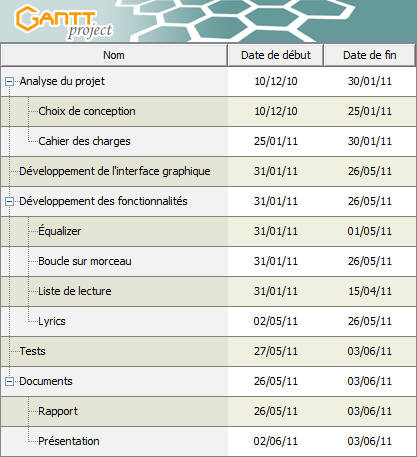 GANTT
project
Nom Date de début Date de fin
Analyse du projet 10/12/10 30/01/11
Choix de conception 10/12/10 25/01/11
Cahier des charges 25/01/11 30/01/11
Développement de l'interface graphique 31/01/11 26/05/11
Développement des fonctionnalités 31/01/11 26/05/11
Équalizer 31/01/11 01/05/11
Boucle sur morceau 31/01/11 26/05/11
Liste de lecture 31/01/11 15/04/11
Lyrics 02/05/11 26/05/11
Tests 27/05/11 03/06/11
Documents 26/05/11 03/06/11
Rapport 26/05/11 03/06/11
Présentation 02/06/11 03/06/11